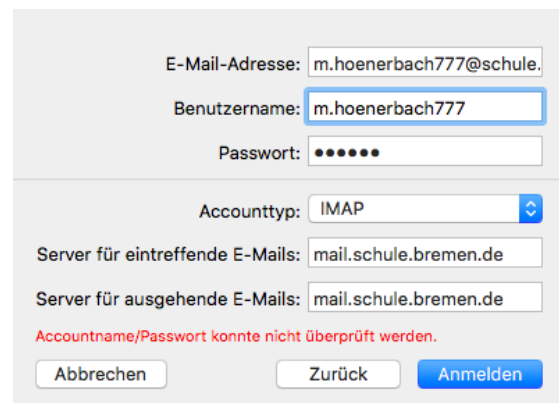 E-Mail-Adresse: m.hoenerbach777@schule.
Benutzername: m.hoenerbach777
Passwort: ●●●●●●
Accounttyp: IMAP
Server für eintreffende E-Mails: mail.schule.bremen.de
Server für ausgehende E-Mails: mail.schule.bremen.de
Accountname/Passwort konnte nicht überprüft werden.
Abbrechen Zurück Anmelden